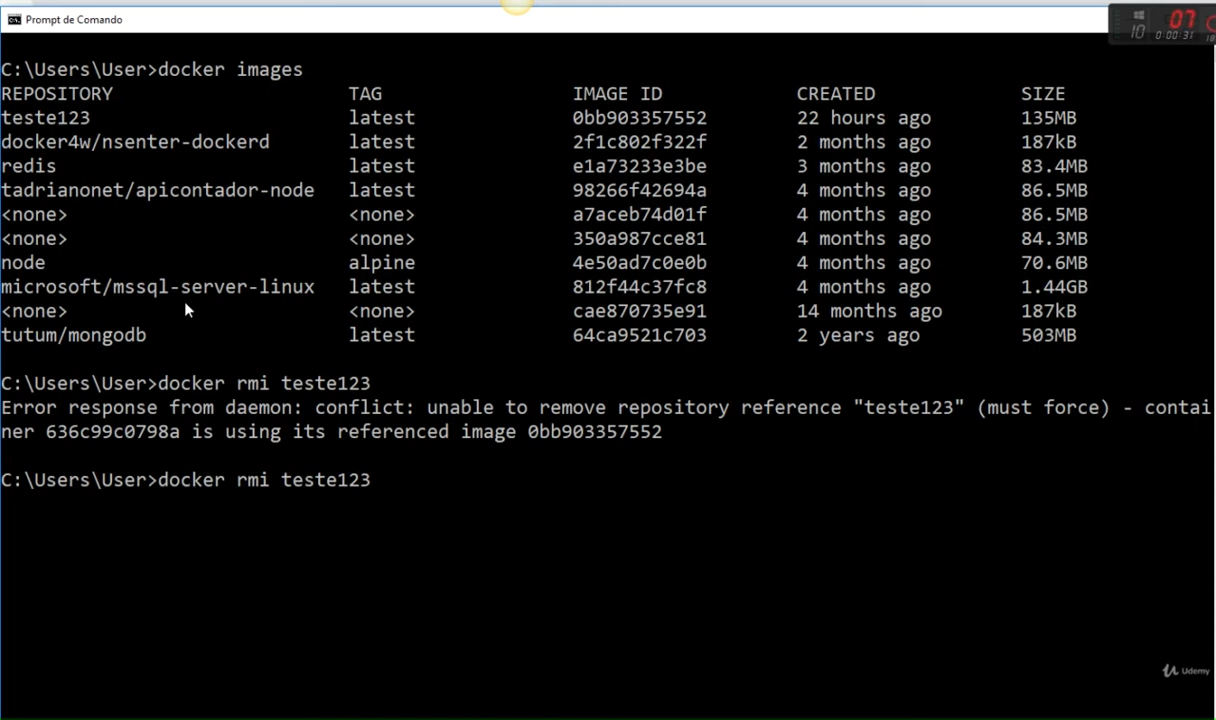 Prompt de Comando
07
10 0:00:31
C:\Users\User>docker images
REPOSITORY TAG IMAGE ID CREATED SIZE
teste123 latest 0bb903357552 22 hours ago 135MB
docker4w/nsenter-dockerd latest 2f1c802f322f 2 months ago 187kB
redis latest e1a73233e3be 3 months ago 83.4MB
tadrianonet/apicontador-node latest 98266f42694a 4 months ago 86.5MB
<none> <none> a7aceb74d01f 4 months ago 86.5MB
<none> <none> 350a987cce81 4 months ago 84.3MB
node alpine 4e50ad7c0e0b 4 months ago 70.6MB
microsoft/mssql-server-linux latest 812f44c37fc8 4 months ago 1.44GB
<none> <none> cae870735e91 14 months ago 187kB
tutum/mongodb latest 64ca9521c703 2 years ago 503MB
C:\Users\User>docker rmi teste123
Error response from daemon: conflict: unable to remove repository reference "teste123" (must force) - contai
ner 636c99c0798a is using its referenced image 0bb903357552
C:\Users\User>docker rmi teste123
Udemy